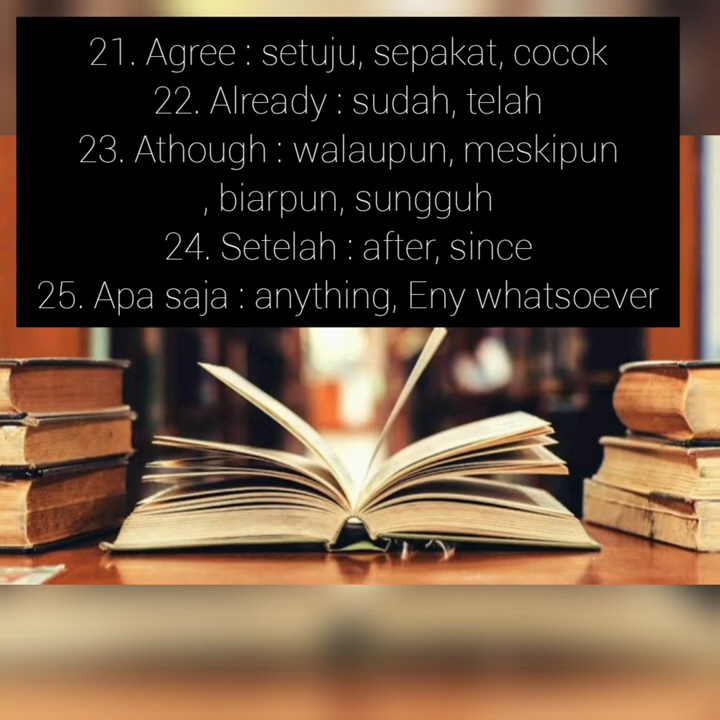 21. Agree : setuju, sepakat, cocok
22. Already : sudah, telah
23. Athough : walaupun, meskipun
, biarpun, sungguh
24. Setelah : after, since
25. Apa saja : anything, Eny whatsoever